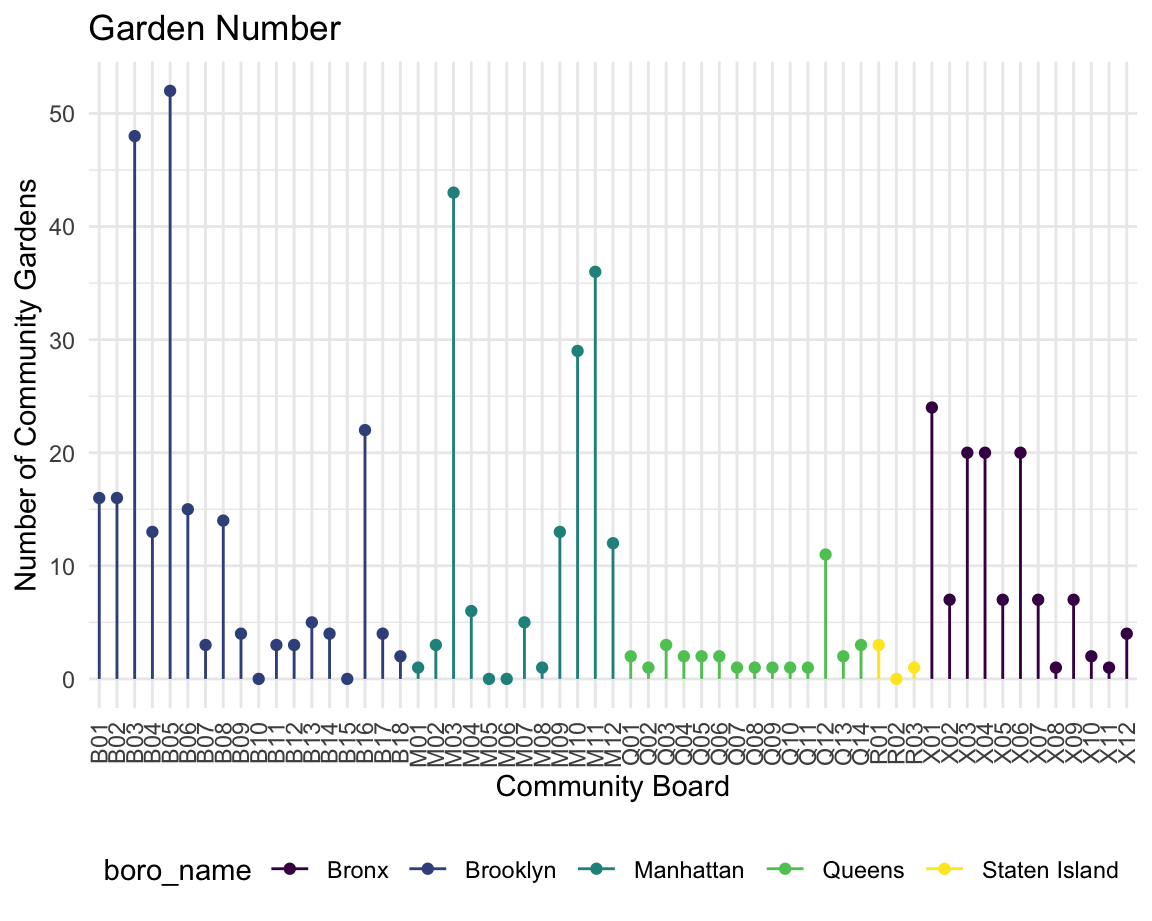 Garden Number
Number of Community Gardens
50
40
30
20
10
0
B01 B02 B03 B04 B05 B06 B07 B08 B09 B10 B11 B12 B13 B14 B15 B16 B17 B18 M01 M02 M03 M04 M05 M06 M07 M08 M09 M10 M11 M12 Q01 Q02 Q03 Q04 Q05 Q06 Q07 Q08 Q09 Q10 Q11 Q12 Q13 Q14 R01 R02 R03 X01 X02 X03 X04 X05 X06 X07 X08 X09 X10 X11 X12
Community Board
boro_name Bronx Brooklyn Manhattan Queens Staten Island